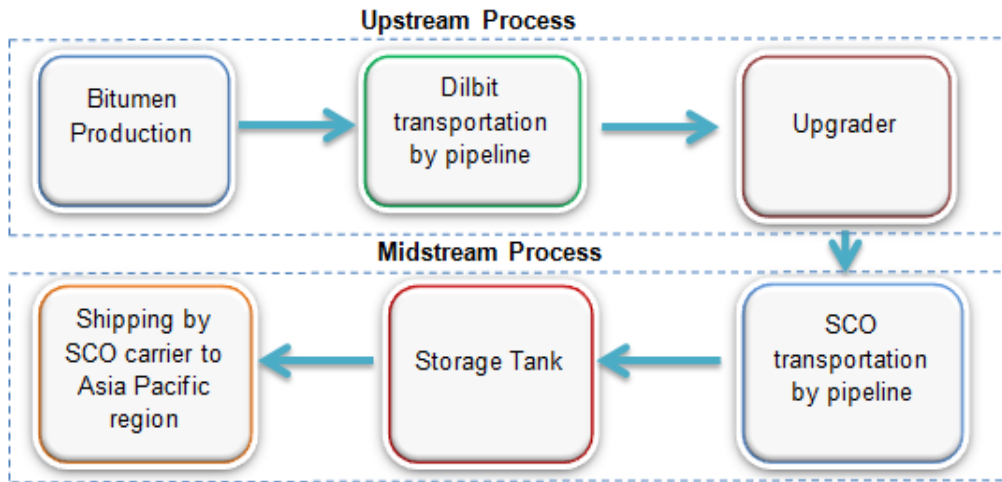 Upstream Process
Bitumen
Production
Dilbit
transportation
by pipeline
Upgrader
Midstream Process
Shipping by
SCO carrier to
Asia Pacific
region
Storage Tank
SCO
transportation
by pipeline